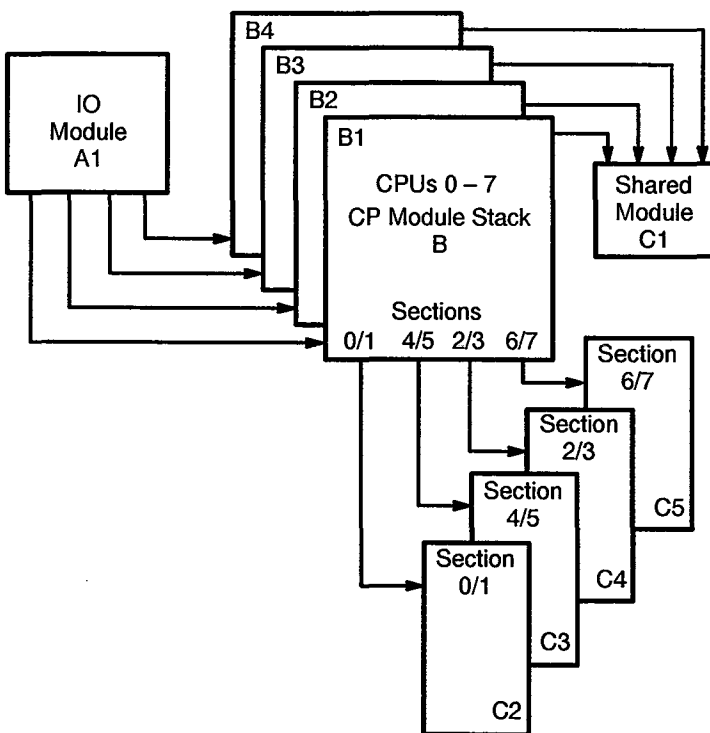 B4
B3
B2
B1
IO
Module
A1
CPUs 0 – 7
CP Module Stack
B
Shared
Module
C1
Sections
0/1 4/5 2/3 6/7
Section
6/7
C5
Section
2/3
C4
Section
4/5
C3
Section
0/1
C2